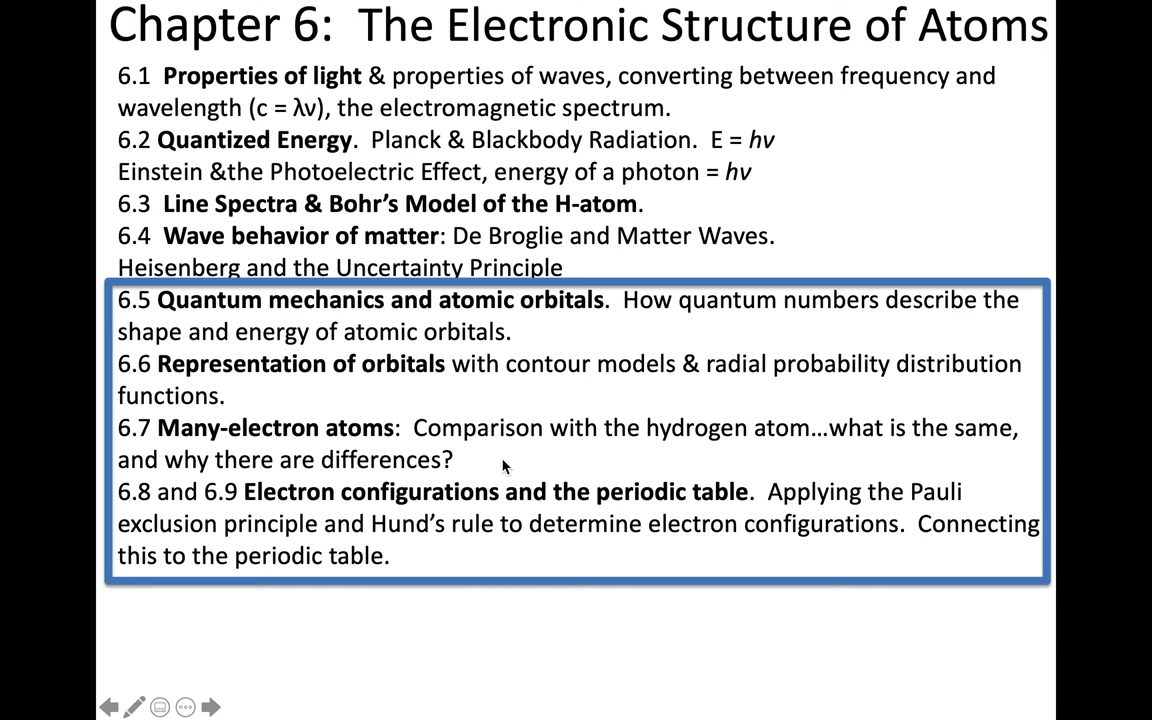 Chapter 6:  The Electronic Structure of Atoms
6.1  Properties of light & properties of waves, converting between frequency and
wavelength (c = λν), the electromagnetic spectrum.
6.2 Quantized Energy.  Planck & Blackbody Radiation.  E = hν
Einstein &the Photoelectric Effect, energy of a photon = hν
6.3  Line Spectra & Bohr’s Model of the H-atom.
6.4  Wave behavior of matter: De Broglie and Matter Waves.
Heisenberg and the Uncertainty Principle
6.5 Quantum mechanics and atomic orbitals.  How quantum numbers describe the
shape and energy of atomic orbitals.
6.6 Representation of orbitals with contour models & radial probability distribution
functions.
6.7 Many-electron atoms:  Comparison with the hydrogen atom…what is the same,
and why there are differences?
6.8 and 6.9 Electron configurations and the periodic table.  Applying the Pauli
exclusion principle and Hund’s rule to determine electron configurations.  Connecting
this to the periodic table.